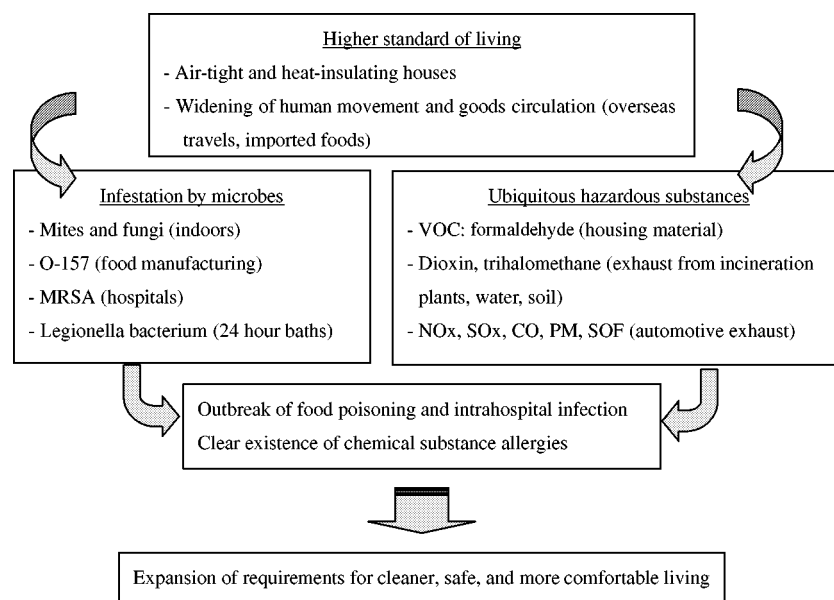 Higher standard of living
- Air-tight and heat-insulating houses
- Widening of human movement and goods circulation (overseas
travels, imported foods)
Infestation by microbes
- Mites and fungi (indoors)
- O-157 (food manufacturing)
- MRSA (hospitals)
- Legionella bacterium (24 hour baths)
Ubiquitous hazardous substances
- VOC: formaldehyde (housing material)
- Dioxin, trihalomethane (exhaust from incineration
plants, water, soil)
- NOx, SOx, CO, PM, SOF (automotive exhaust)
Outbreak of food poisoning and intrahospital infection
Clear existence of chemical substance allergies
Expansion of requirements for cleaner, safe, and more comfortable living